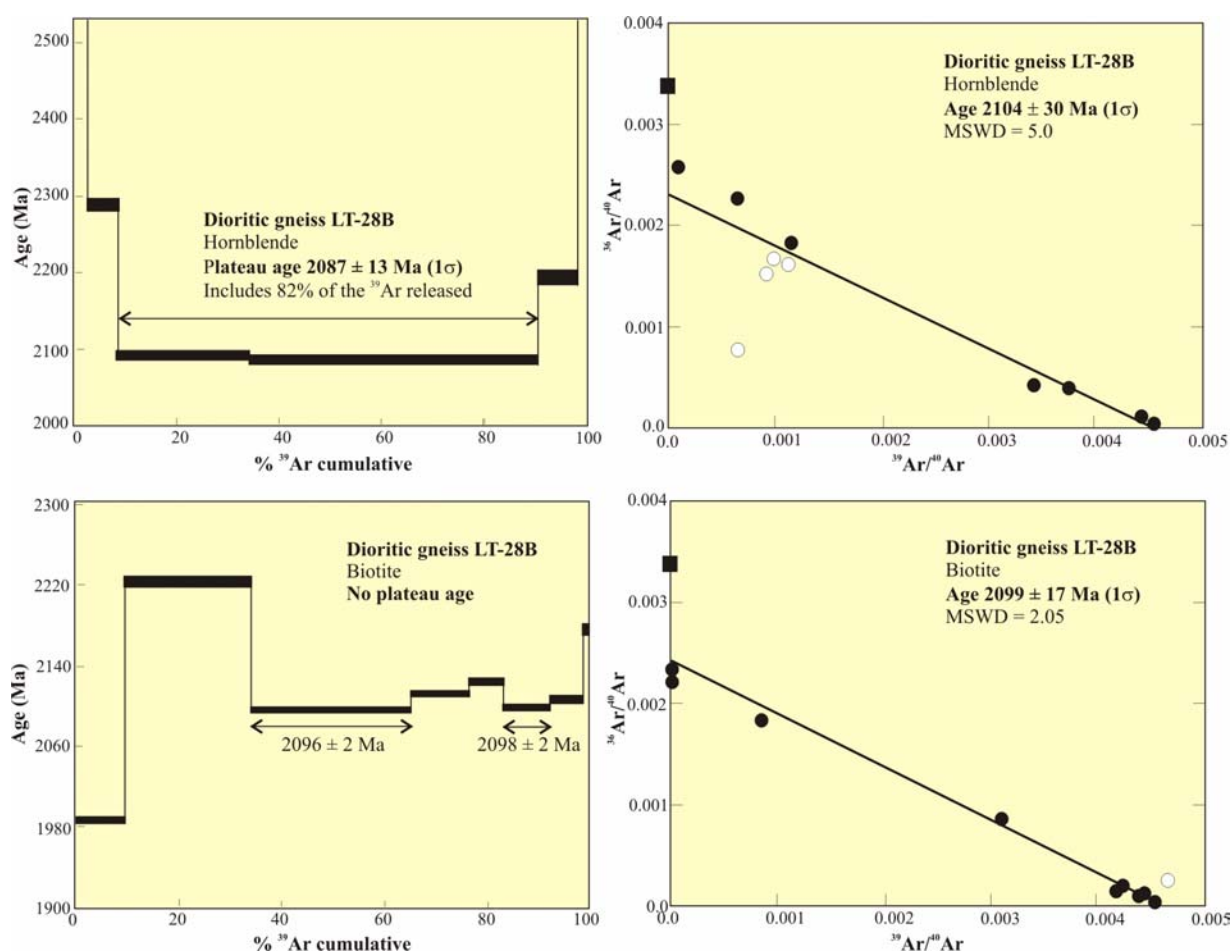 2500
2400
2300
2200
2100
2000
Age (Ma)
Dioritic gneiss LT-28B
Hornblende
Plateau age 2087 ± 13 Ma (1σ)
Includes 82% of the ³⁹Ar released
0 20 40 60 80 100
% ³⁹Ar cumulative
0.004
0.003
0.002
0.001
0.0
³⁶Ar/⁴⁰Ar
Dioritic gneiss LT-28B
Hornblende
Age 2104 ± 30 Ma (1σ)
MSWD = 5.0
0.0 0.001 0.002 0.003 0.004 0.005
³⁹Ar/⁴⁰Ar
2300
2220
2140
2060
1980
1900
Age (Ma)
Dioritic gneiss LT-28B
Biotite
No plateau age
2096 ± 2 Ma 2098 ± 2 Ma
0 20 40 60 80 100
% ³⁹Ar cumulative
0.004
0.003
0.002
0.001
0.0
³⁶Ar/⁴⁰Ar
Dioritic gneiss LT-28B
Biotite
Age 2099 ± 17 Ma (1σ)
MSWD = 2.05
0.0 0.001 0.002 0.003 0.004 0.005
³⁹Ar/⁴⁰Ar